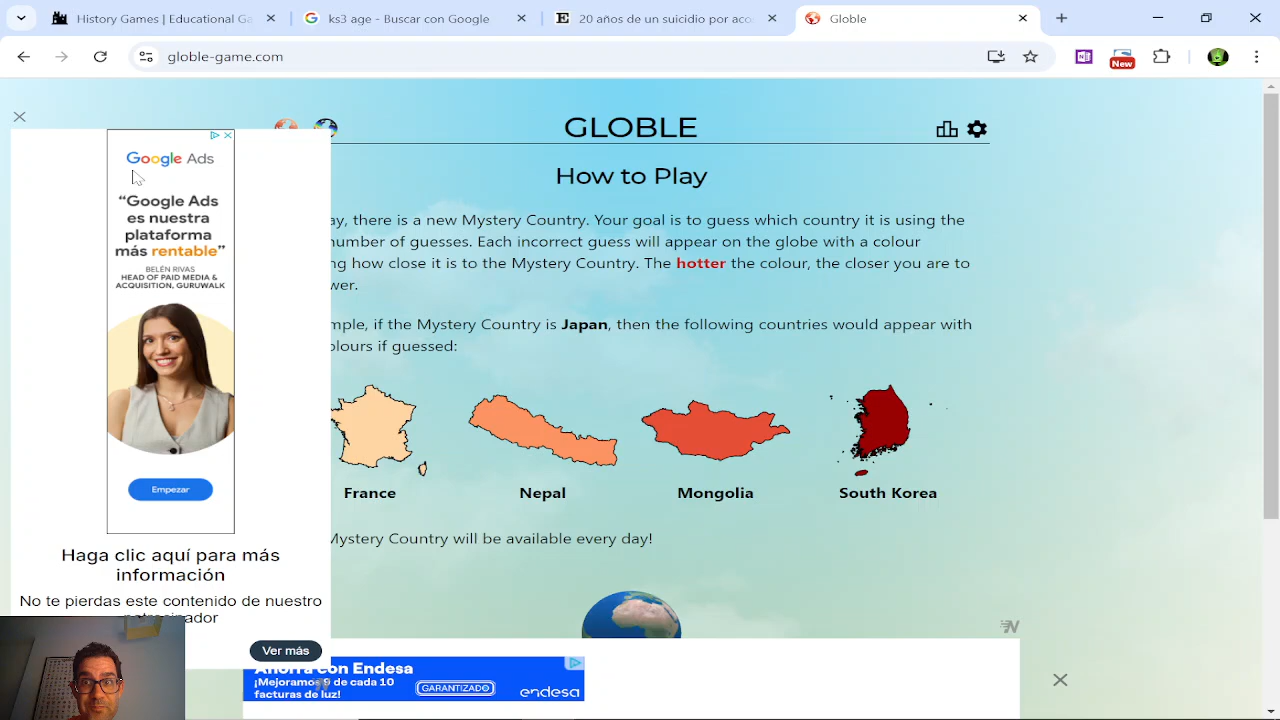 History Games | Educational Ga
ks3 age - Buscar con Google
20 años de un suicidio por aco
Globle
globle-game.com
New
GLOBLE
How to Play
ay, there is a new Mystery Country. Your goal is to guess which country it is using the
number of guesses. Each incorrect guess will appear on the globe with a colour
ng how close it is to the Mystery Country. The hotter the colour, the closer you are to
wer.
mple, if the Mystery Country is Japan, then the following countries would appear with
olours if guessed:
France
Nepal
Mongolia
South Korea
Mystery Country will be available every day!
Google Ads
“Google Ads
es nuestra
plataforma
más rentable”
BELÉN RIVAS
HEAD OF PAID MEDIA &
ACQUISITION, GURUWALK
Empezar
Haga clic aquí para más
información
No te pierdas este contenido de nuestro
Ver más
Ahorra con Endesa
¡Mejoramos 9 de cada 10
facturas de luz!
GARANTIZADO
endesa